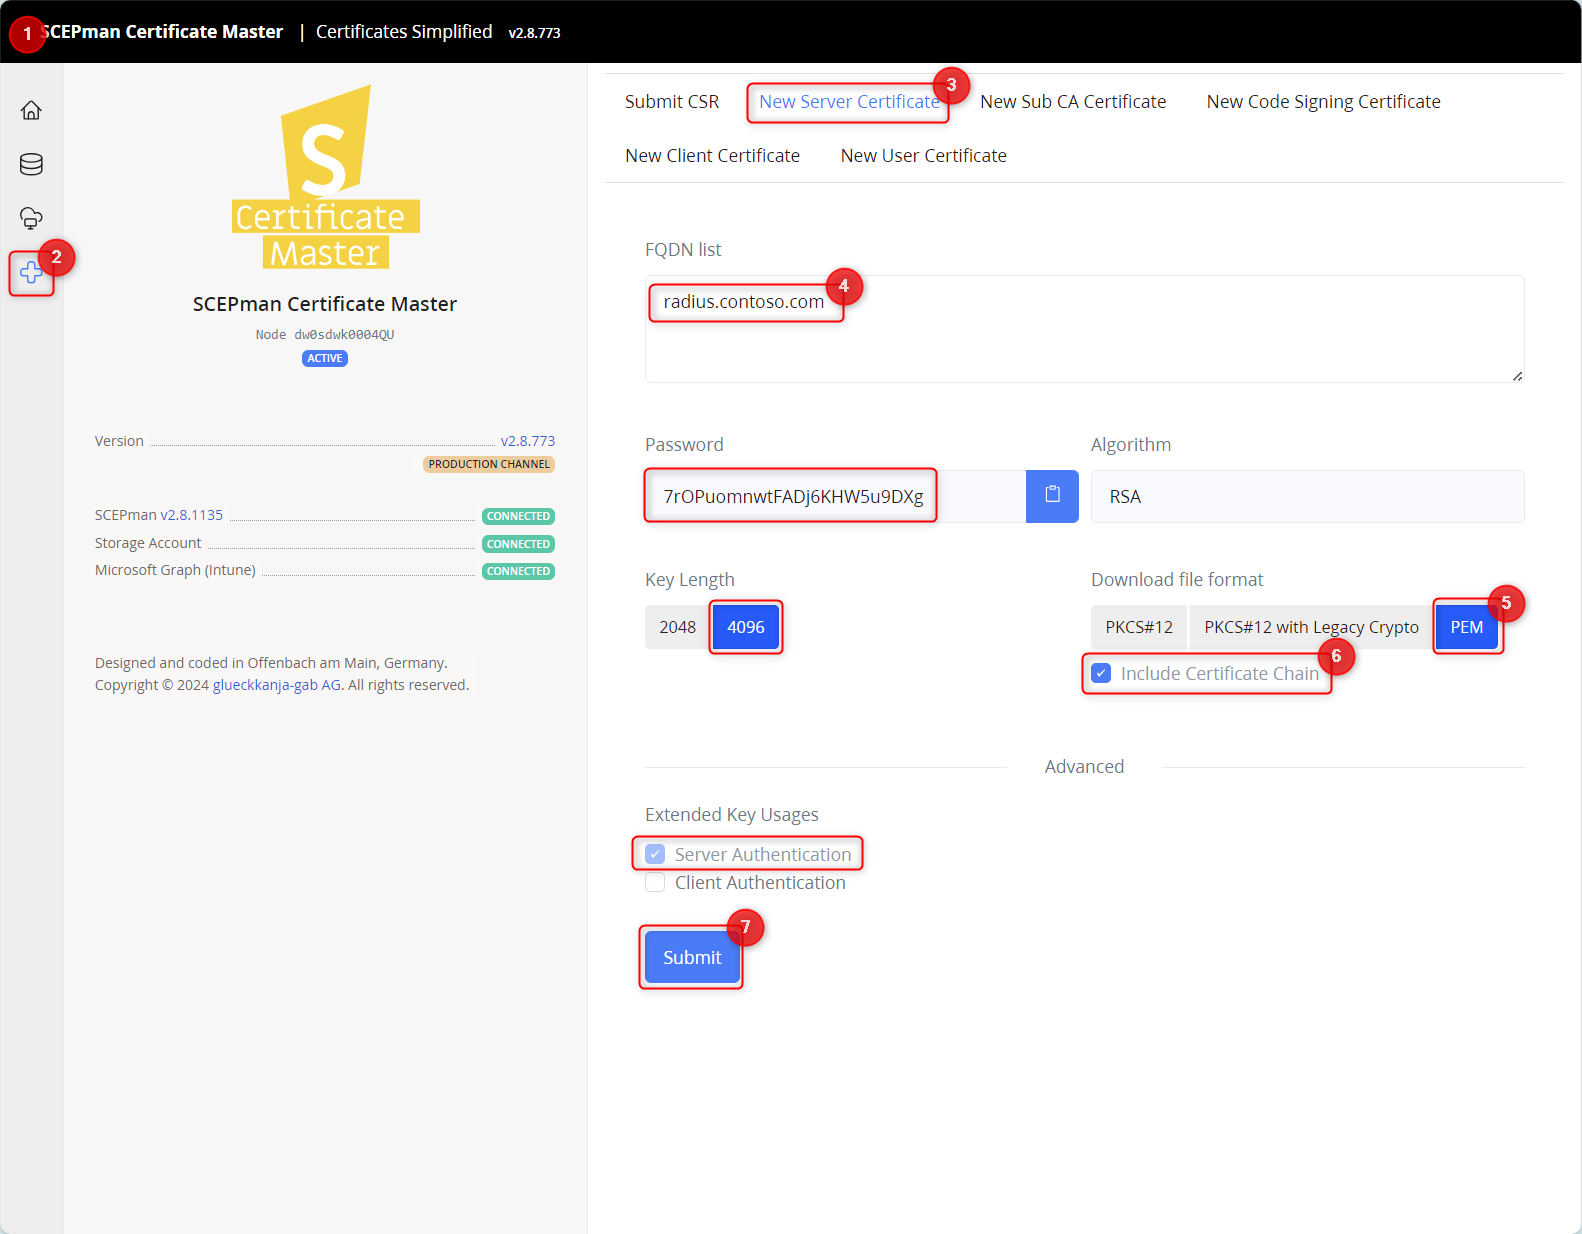 1 SCEPman Certificate Master | Certificates Simplified v2.8.773
2
S
Certificate
Master
SCEPman Certificate Master
Node dw0sdwk0004QU
ACTIVE
Version v2.8.773
PRODUCTION CHANNEL
SCEPman v2.8.1135 CONNECTED
Storage Account CONNECTED
Microsoft Graph (Intune) CONNECTED
Designed and coded in Offenbach am Main, Germany.
Copyright © 2024 glueckkanja-gab AG. All rights reserved.
Submit CSR New Server Certificate 3 New Sub CA Certificate New Code Signing Certificate
New Client Certificate New User Certificate
FQDN list
radius.contoso.com 4
Password Algorithm
7rOPuomnwtFADj6KHW5u9DXg RSA
Key Length Download file format
2048 4096 PKCS#12 PKCS#12 with Legacy Crypto PEM 5
Include Certificate Chain 6
Advanced
Extended Key Usages
Server Authentication
Client Authentication
Submit 7